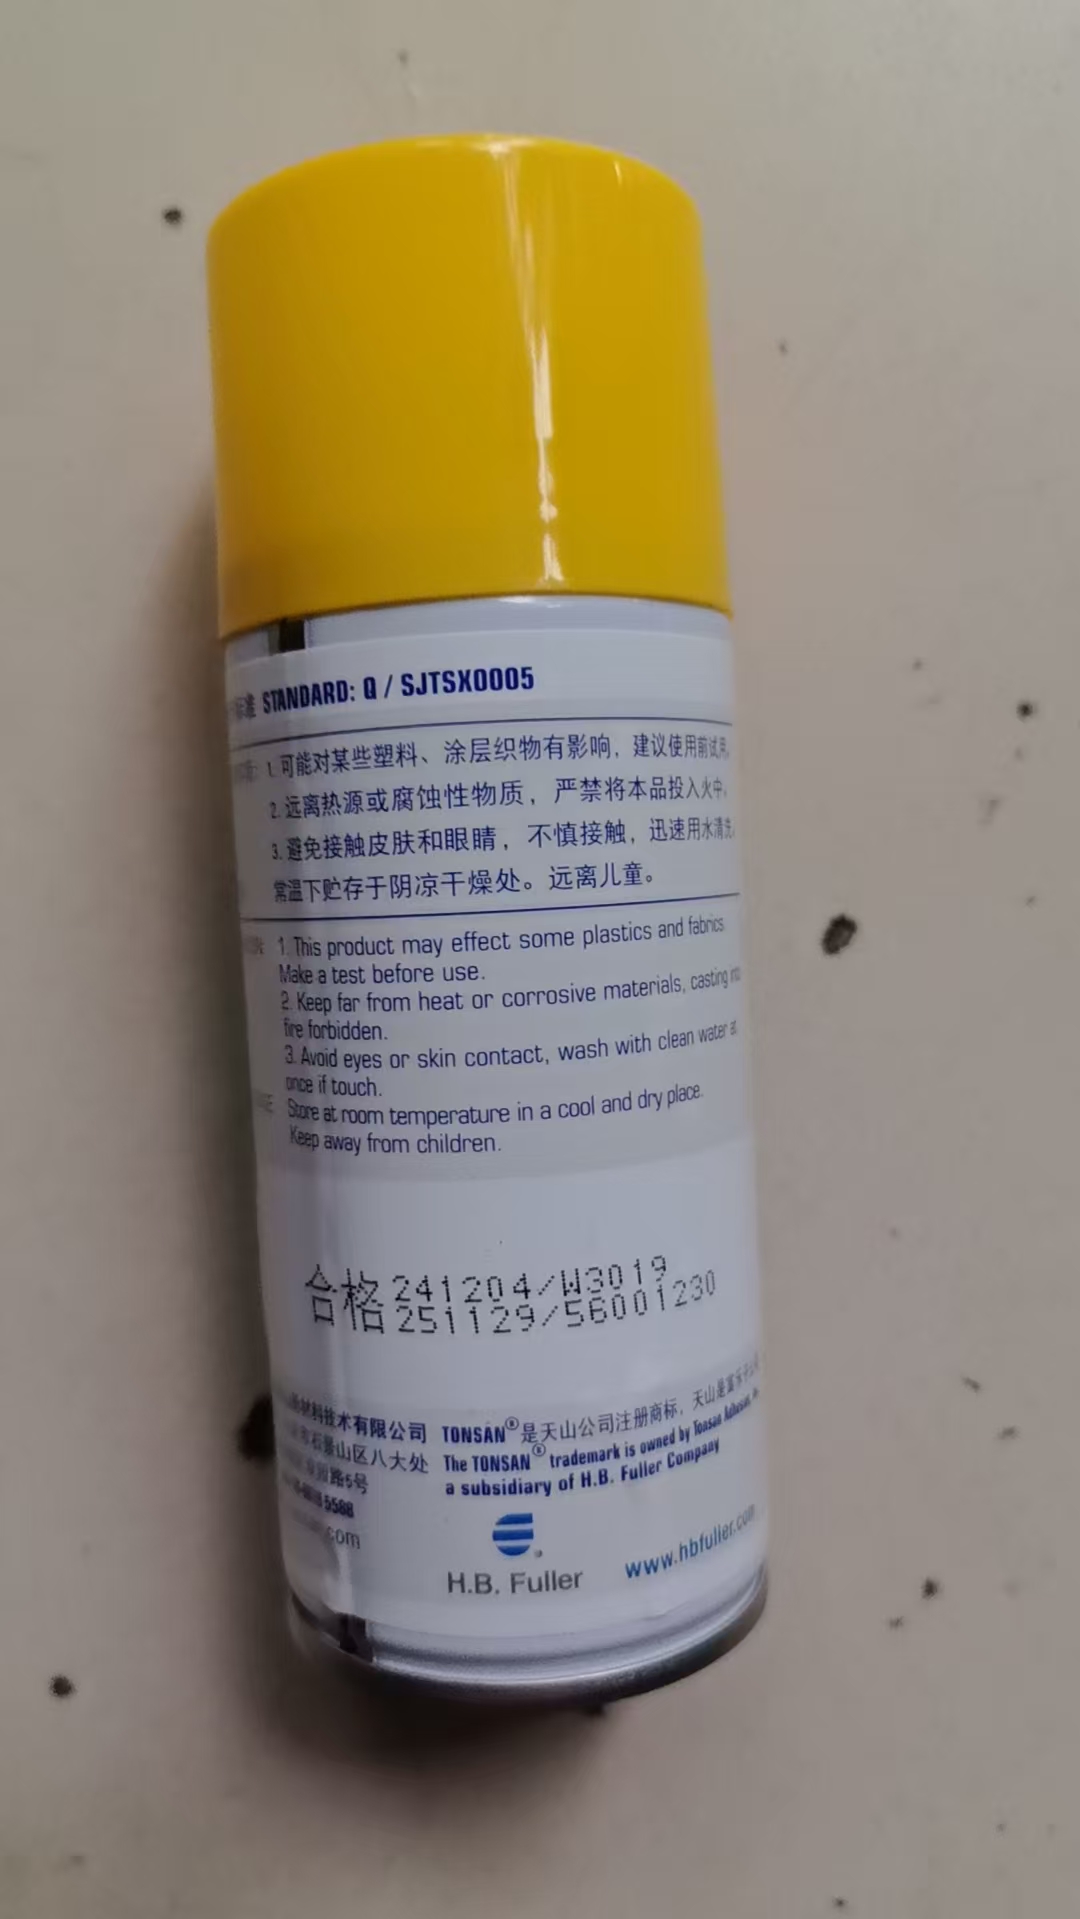 标准 STANDARD: Q / SJTSX0005
1. 可能对某些塑料、涂层织物有影响，建议使用前试用。
2. 远离热源或腐蚀性物质，严禁将本品投入火中。
3. 避免接触皮肤和眼睛，不慎接触，迅速用水清洗。
常温下贮存于阴凉干燥处。远离儿童。
1. This product may effect some plastics and fabrics.
Make a test before use.
2. Keep far from heat or corrosive materials, casting into
fire forbidden.
3. Avoid eyes or skin contact, wash with clean water at
once if touch.
Store at room temperature in a cool and dry place.
Keep away from children.
合格 241204/W3019
251129/56001230
材料技术有限公司
石景山区八大处
路5号
5588
.com
TONSAN®是天山公司注册商标，天山是富乐子公司
The TONSAN® trademark is owned by Tonsan Adhesive, In
a subsidiary of H.B. Fuller Company
H.B. Fuller
www.hbfuller.com